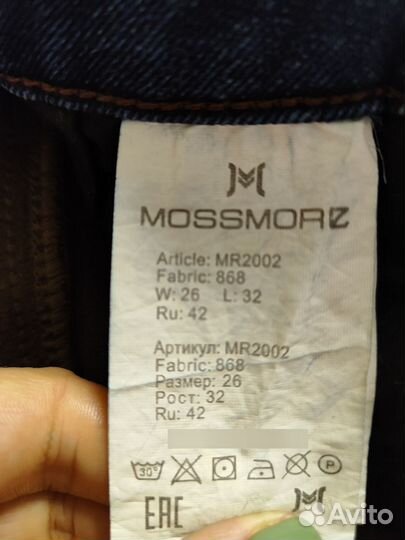 MOSSMORE
Article: MR2002
Fabric: 868
W: 26 L: 32
Ru: 42
Артикул: MR2002
Fabric: 868
Размер: 26
Рост: 32
Ru: 42
30°
P
EAC
Avito